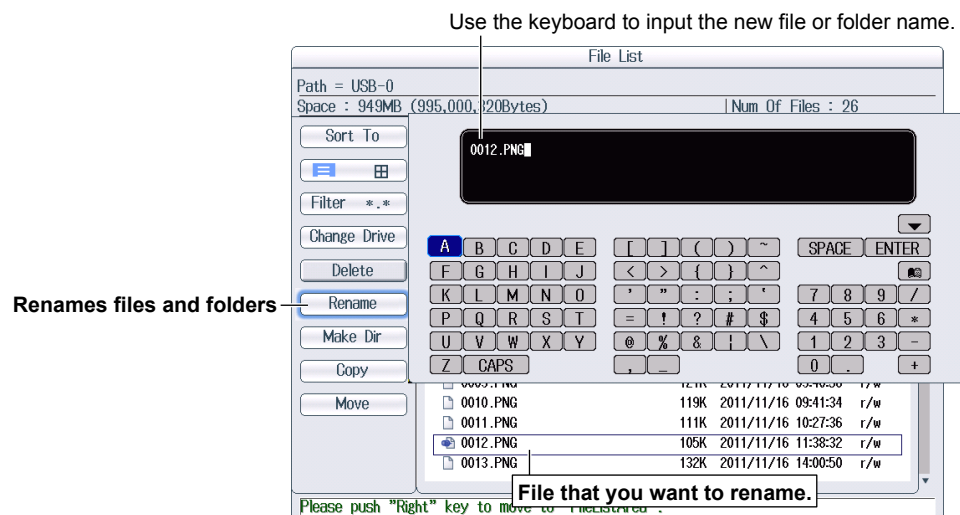 Use the keyboard to input the new file or folder name.
File List
Path = USB-0
Space : 949MB (995,000,320Bytes) |Num Of Files : 26
Sort To
0012.PNG
Filter *.*
Change Drive
Delete
Renames files and folders
Rename
Make Dir
Copy
Move
A B C D E [ ] ( ) ~ SPACE ENTER
F G H I J < > { } ^
K L M N O ' " : ; ' 7 8 9 /
P Q R S T = ! ? # $ 4 5 6 *
U V W X Y @ % & ¦ \ 1 2 3 -
Z CAPS , _ 0 . +
0010.PNG 119K 2011/11/16 09:41:34 r/w
0011.PNG 111K 2011/11/16 10:27:36 r/w
0012.PNG 105K 2011/11/16 11:38:32 r/w
0013.PNG 132K 2011/11/16 14:00:50 r/w
File that you want to rename.
Please push "Right" key to move to "FileListArea".